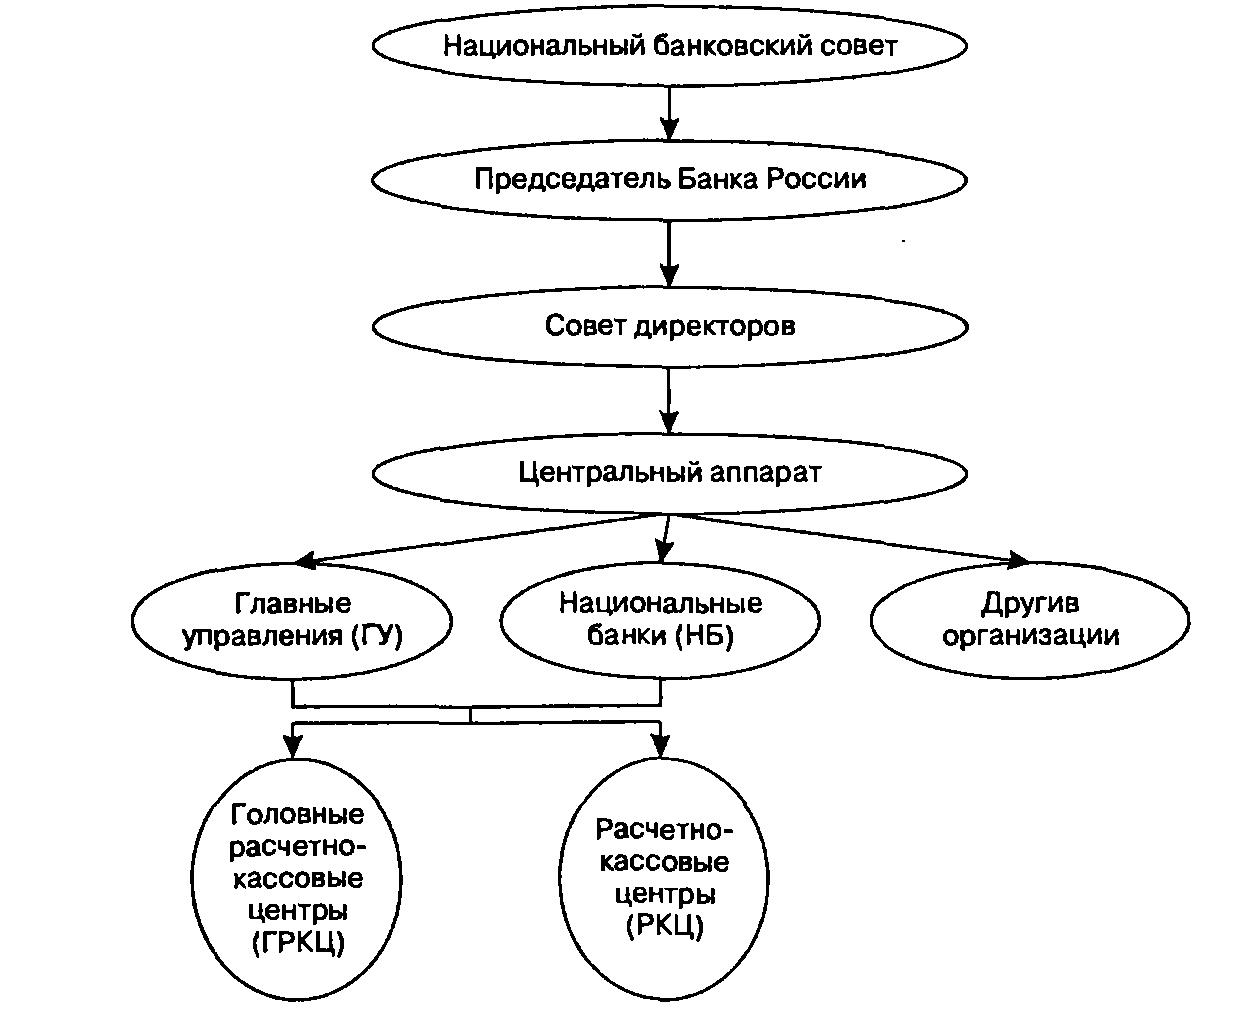 Национальный банковский совет
Председатель Банка России
Совет директоров
Центральный аппарат
Главные
управления (ГУ)
Национальные
банки (НБ)
Другив
организации
Головные
расчетно-
кассовые
центры
(ГРКЦ)
Расчетно-
кассовые
центры
(РКЦ)